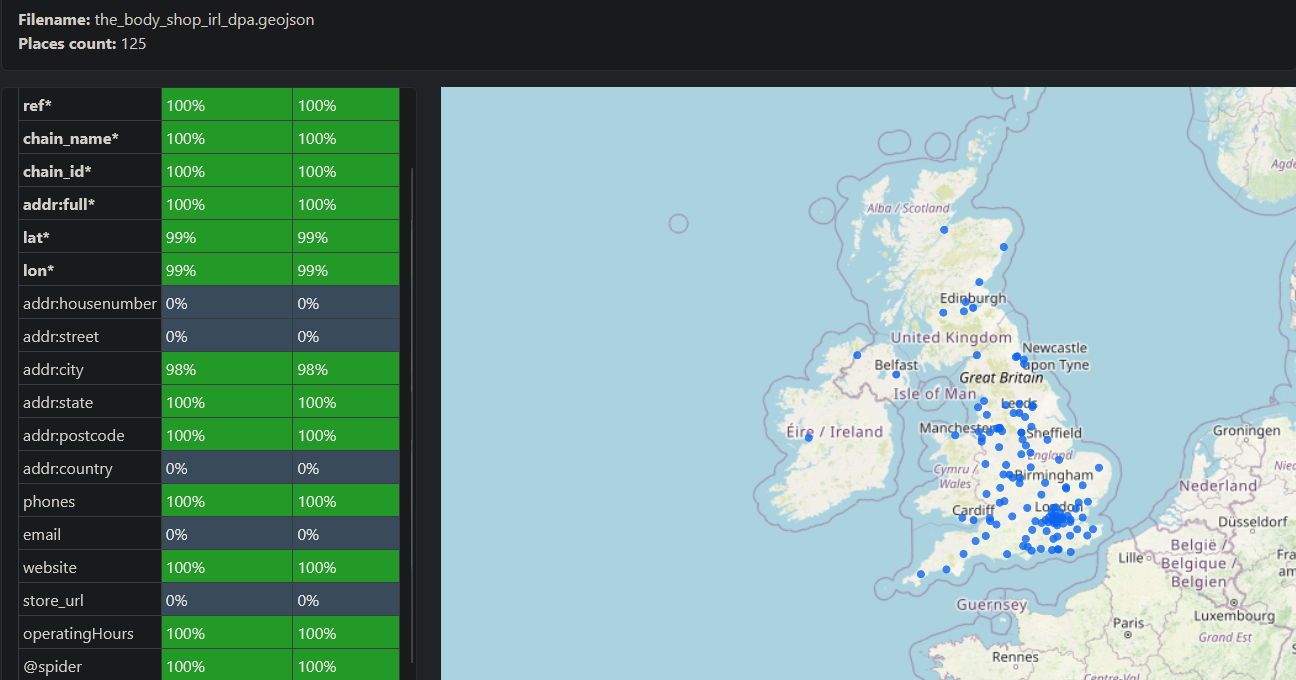 Filename: the_body_shop_irl_dpa.geojson
Places count: 125
ref* 100% 100%
chain_name* 100% 100%
chain_id* 100% 100%
addr:full* 100% 100%
lat* 99% 99%
lon* 99% 99%
addr:housenumber 0% 0%
addr:street 0% 0%
addr:city 98% 98%
addr:state 100% 100%
addr:postcode 100% 100%
addr:country 0% 0%
phones 100% 100%
email 0% 0%
website 100% 100%
store_url 0% 0%
operatingHours 100% 100%
@spider 100% 100%
Agde
Alba / Scotland
Edinburgh
United Kingdom
Newcastle
upon Tyne
Belfast
Great Britain
Isle of Man
Leeds
Manchester
Sheffield
Éire / Ireland
England
Groningen
Cymru /
Wales
Birmingham
Nederland
Nied
Cardiff
London
Düsseldorf
Lille
België /
Belgique /
Belgien
Fra
am
Guernsey
Luxembourg
Paris
Grand Est
Rennes
Centre-Val